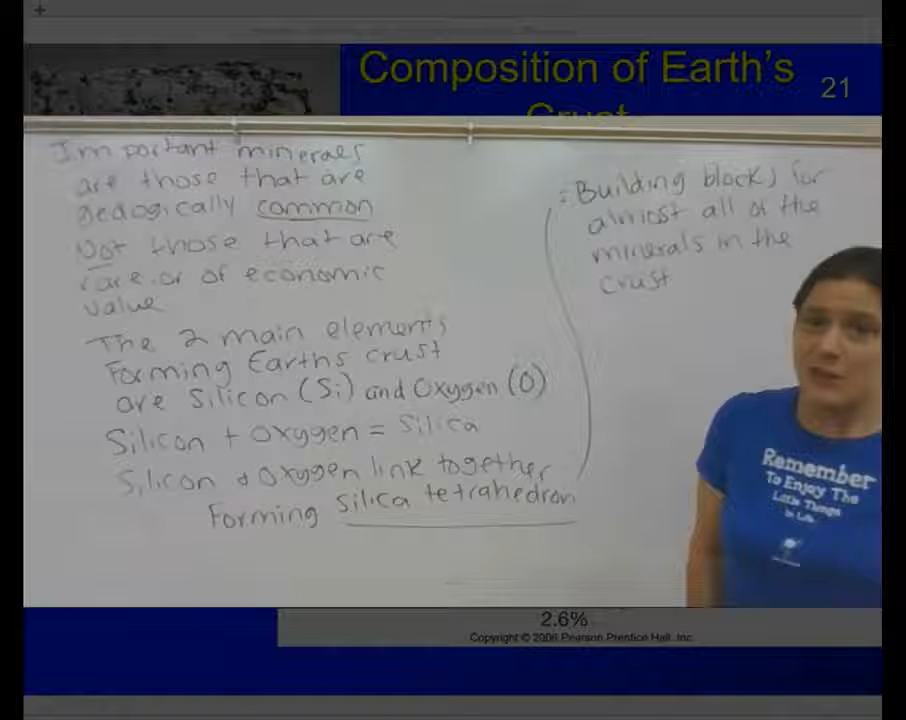 Composition of Earth's
Crust
21
Important minerals
are those that are
geologically common
Not those that are
rare or of economic
value
The 2 main elements
Forming Earths crust
are Silicon (Si) and Oxygen (O)
Silicon + Oxygen = Silica
Silicon & Oxygen link together
Forming Silica tetrahedron
= Building blocks for
almost all of the
minerals in the
crust
Remember
To Enjoy The
Little Things
In Life
2.6%
Copyright © 2006 Pearson Prentice Hall, Inc.